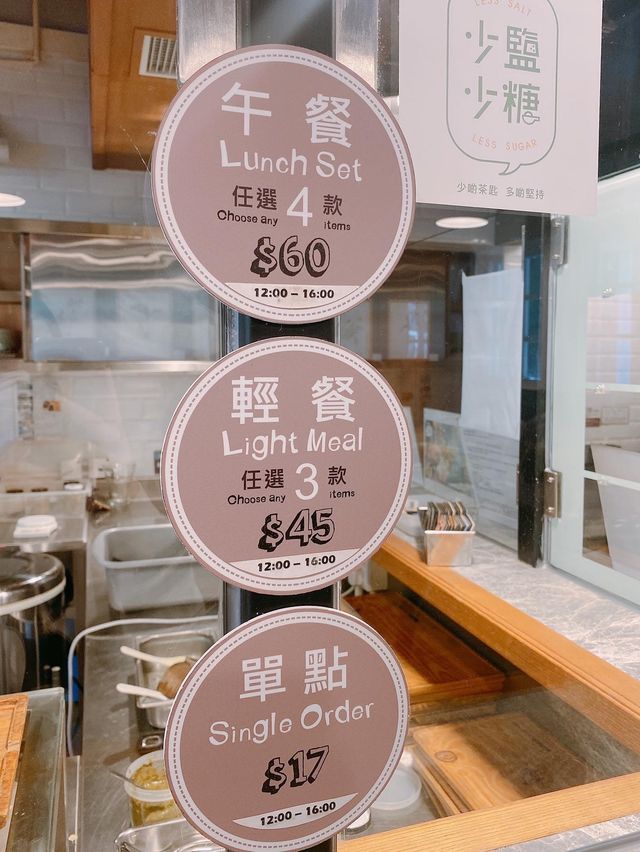 LESS SALT
少鹽
少糖
LESS SUGAR
少啲茶匙 多啲堅持
午餐
Lunch Set
任選 4 款
Choose any items
$60
12:00 – 16:00
輕餐
Light Meal
任選 3 款
Choose any items
$45
12:00 – 16:00
單點
Single Order
$17
12:00 – 16:00